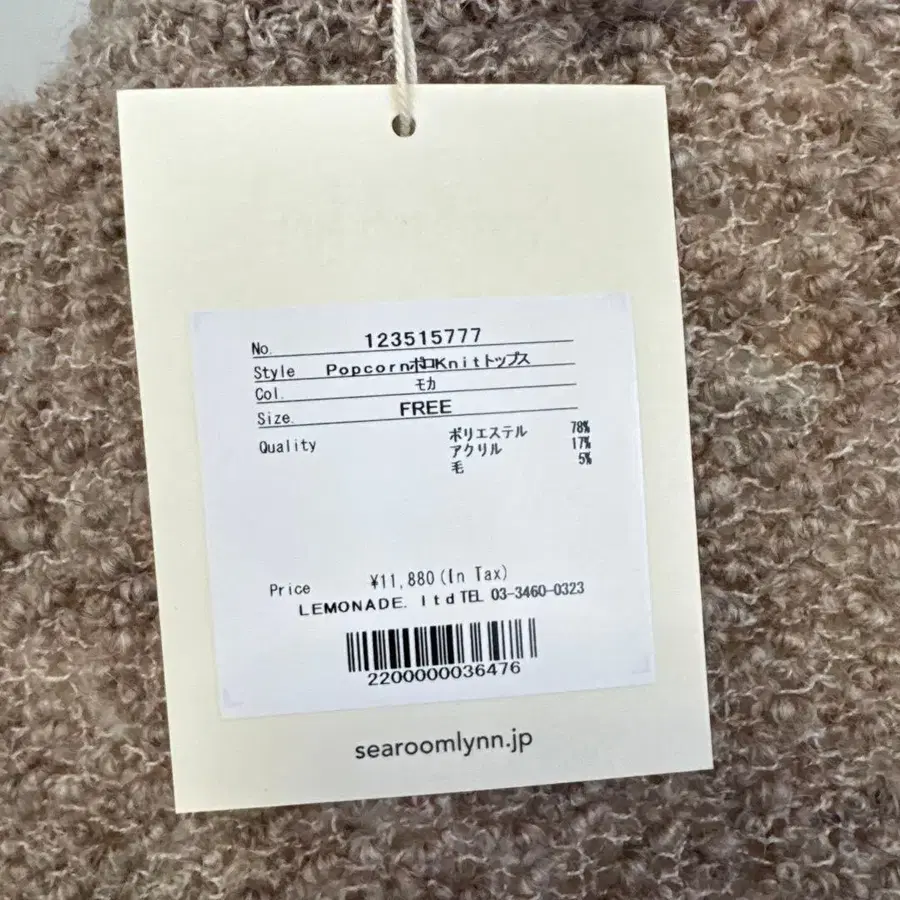 No. 123515777
Style Popcornポコknitトップス
Col. モカ
Size. FREE
Quality ポリエステル 78%
アクリル 17%
毛 5%
Price ¥11,880(In Tax)
LEMONADE. ltd TEL 03-3460-0323
2200000036476
searoomlynn.jp